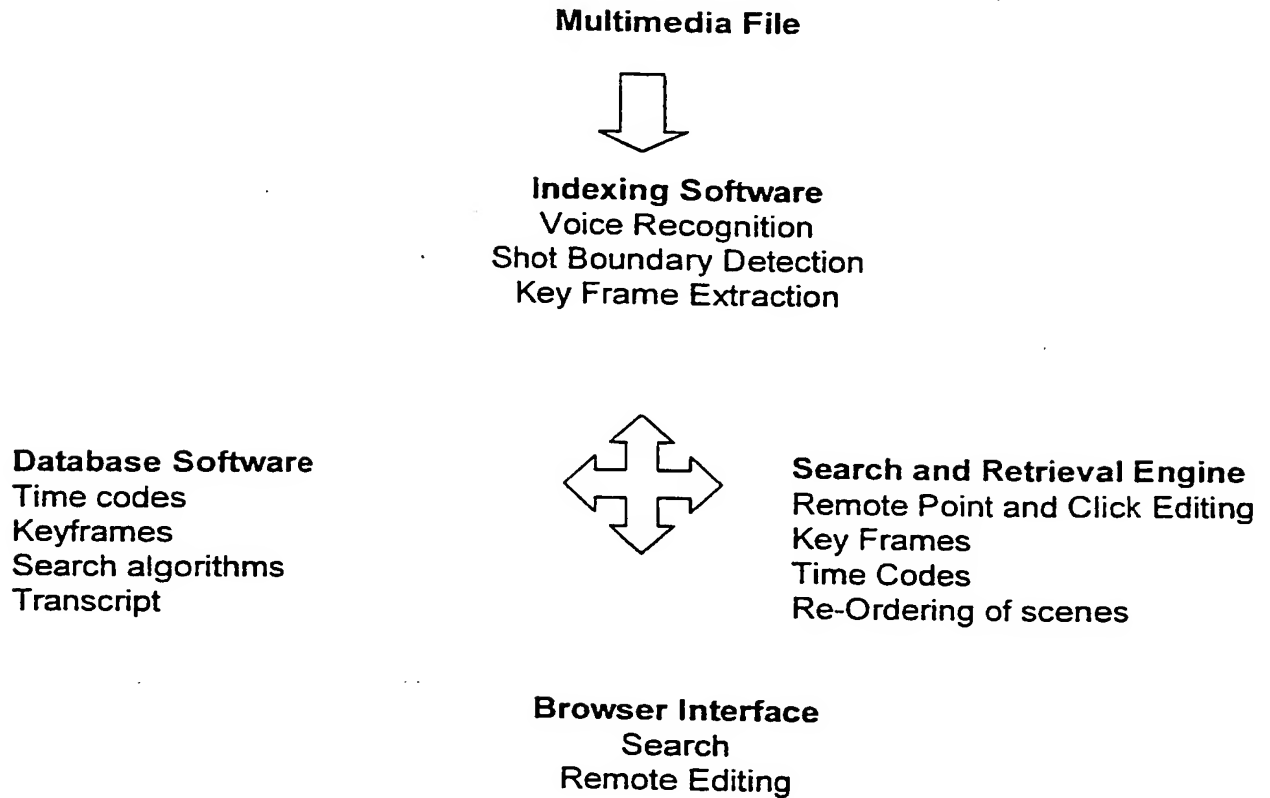 Multimedia File
Indexing Software
Voice Recognition
Shot Boundary Detection
Key Frame Extraction
Database Software
Time codes
Keyframes
Search algorithms
Transcript
Search and Retrieval Engine
Remote Point and Click Editing
Key Frames
Time Codes
Re-Ordering of scenes
Browser Interface
Search
Remote Editing